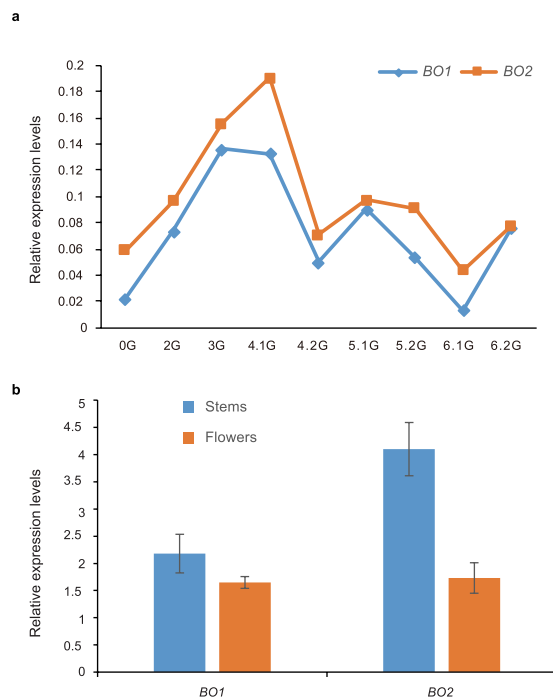 a
BO1 BO2
Relative expression levels
0.2
0.18
0.16
0.14
0.12
0.1
0.08
0.06
0.04
0.02
0
0G 2G 3G 4.1G 4.2G 5.1G 5.2G 6.1G 6.2G
b
Stems
Flowers
Relative expression levels
5
4.5
4
3.5
3
2.5
2
1.5
1
0.5
0
BO1 BO2